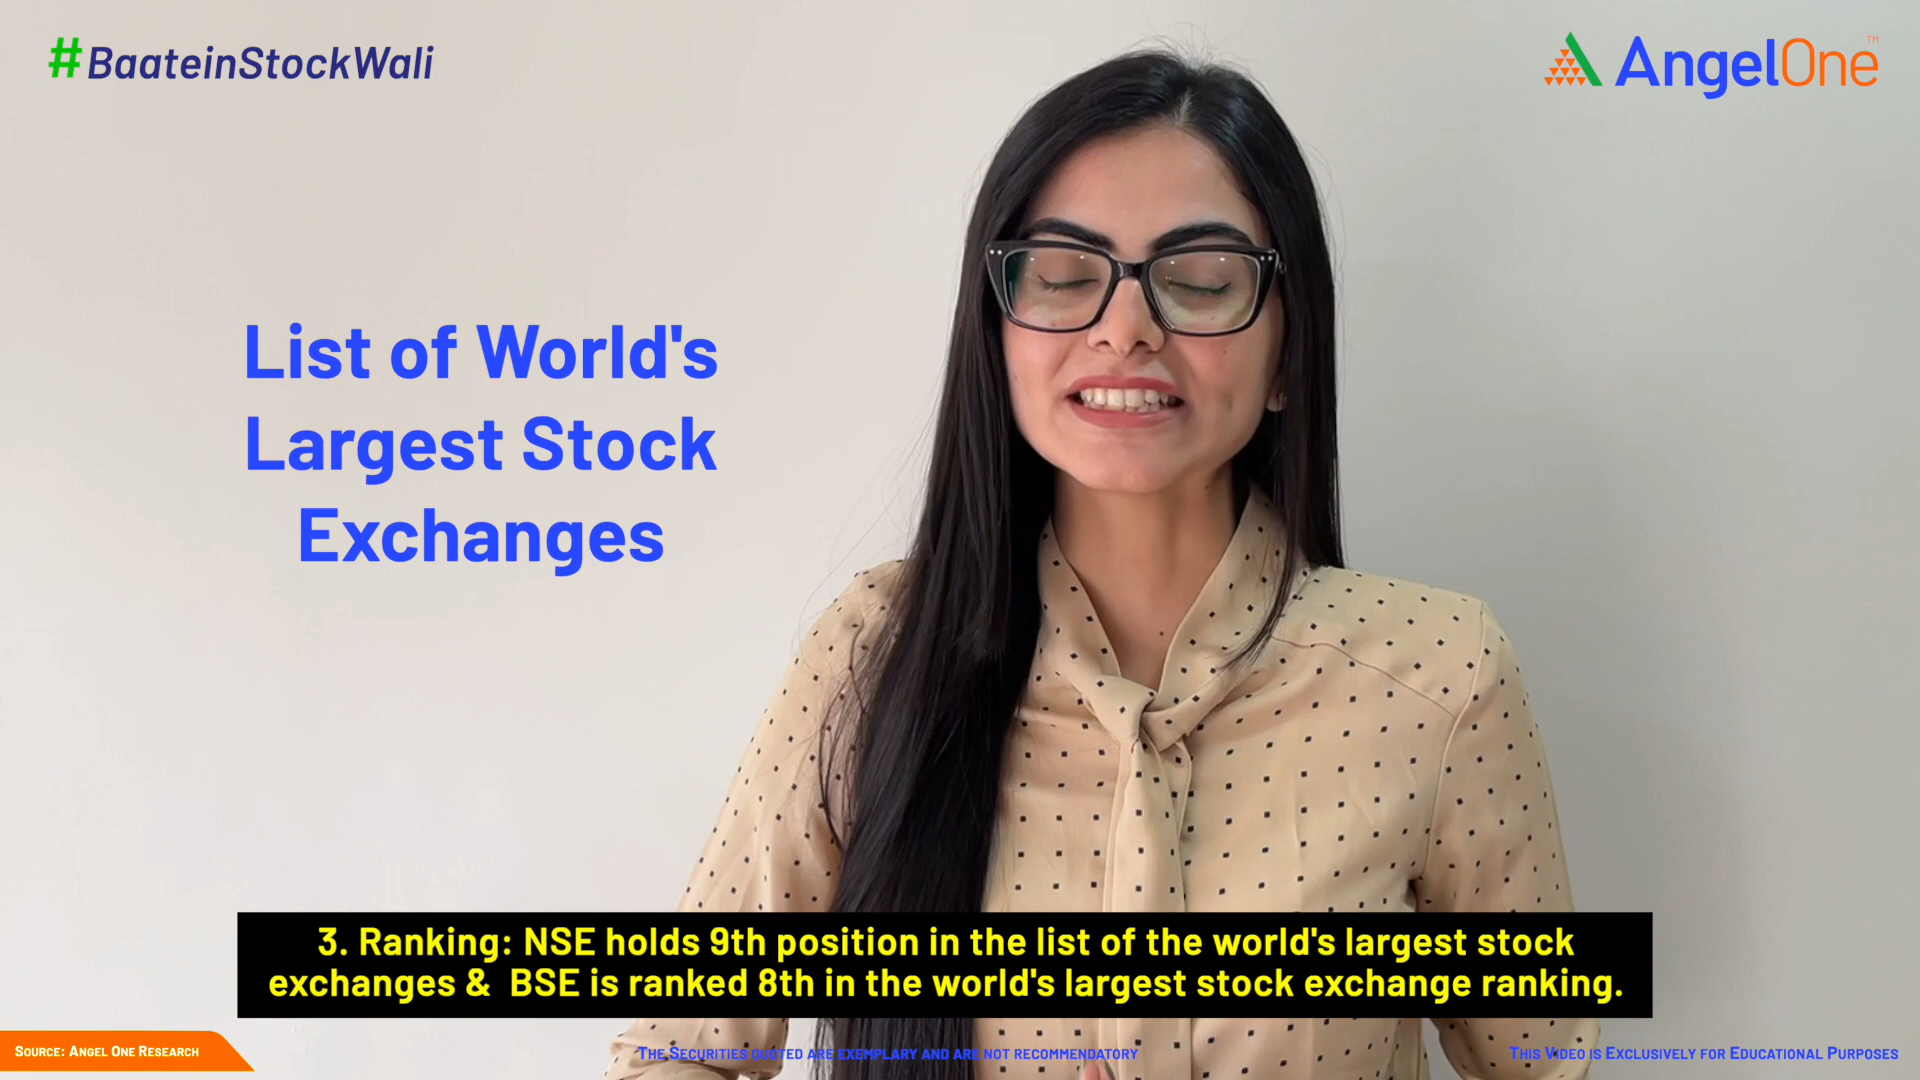 #BaateinStockWali
AngelOne™
List of World's
Largest Stock
Exchanges
3. Ranking: NSE holds 9th position in the list of the world's largest stock
exchanges & BSE is ranked 8th in the world's largest stock exchange ranking.
Source: Angel One Research
The Securities quoted are exemplary and are not recommendatory
This Video is Exclusively for Educational Purposes